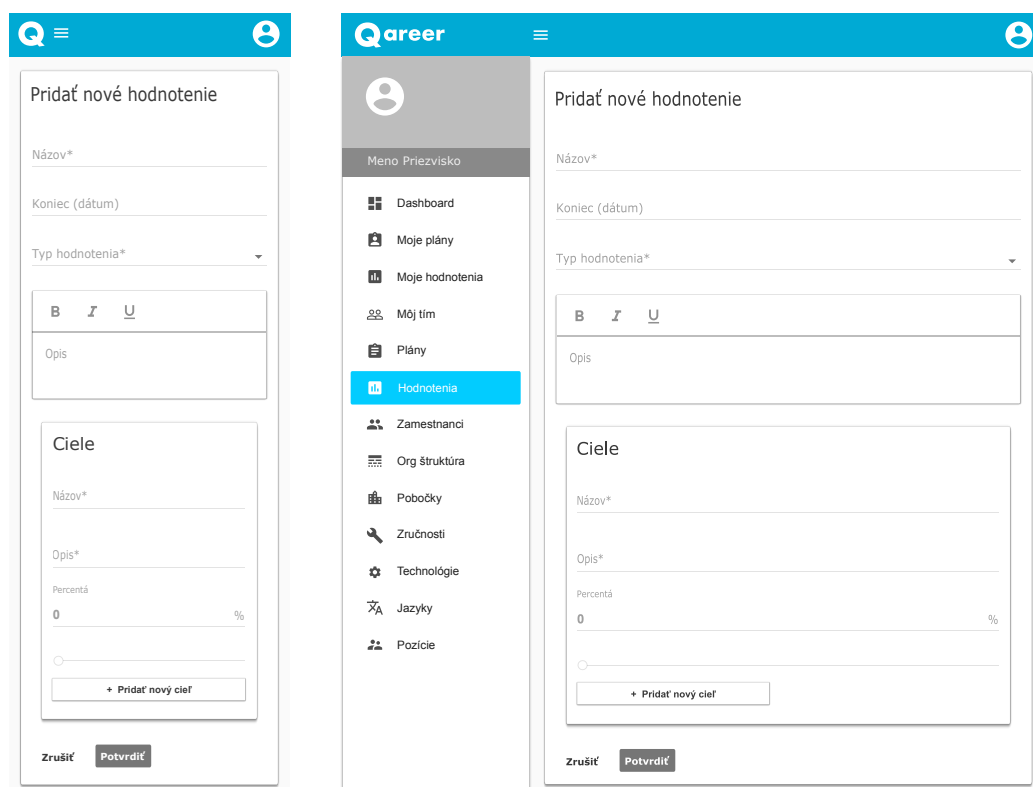 Q
Pridať nové hodnotenie
Názov*
Koniec (dátum)
Typ hodnotenia*
B I U
Opis
Ciele
Názov*
Opis*
Percentá
0 %
+ Pridať nový cieľ
Zrušiť Potvrdiť
Qareer
Meno Priezvisko
Dashboard
Moje plány
Moje hodnotenia
Môj tím
Plány
Hodnotenia
Zamestnanci
Org štruktúra
Pobočky
Zručnosti
Technológie
Jazyky
Pozície
Pridať nové hodnotenie
Názov*
Koniec (dátum)
Typ hodnotenia*
B I U
Opis
Ciele
Názov*
Opis*
Percentá
0 %
+ Pridať nový cieľ
Zrušiť Potvrdiť